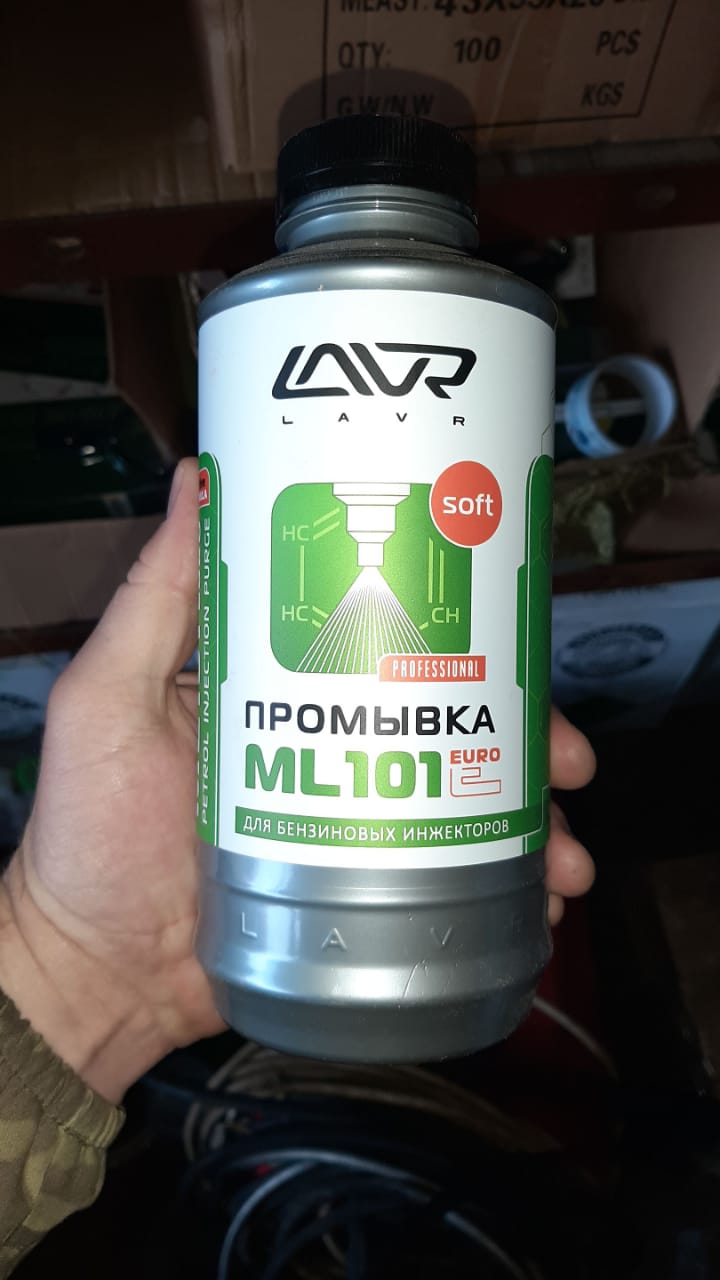 QTY: 100 PCS
G.W/N.W KGS
LAVR
LAVR
soft
HC
HC
CH
PROFESSIONAL
ПРОМЫВКА
ML101 EURO
ДЛЯ БЕНЗИНОВЫХ ИНЖЕКТОРОВ
PETROL INJECTION PURGE
L A V